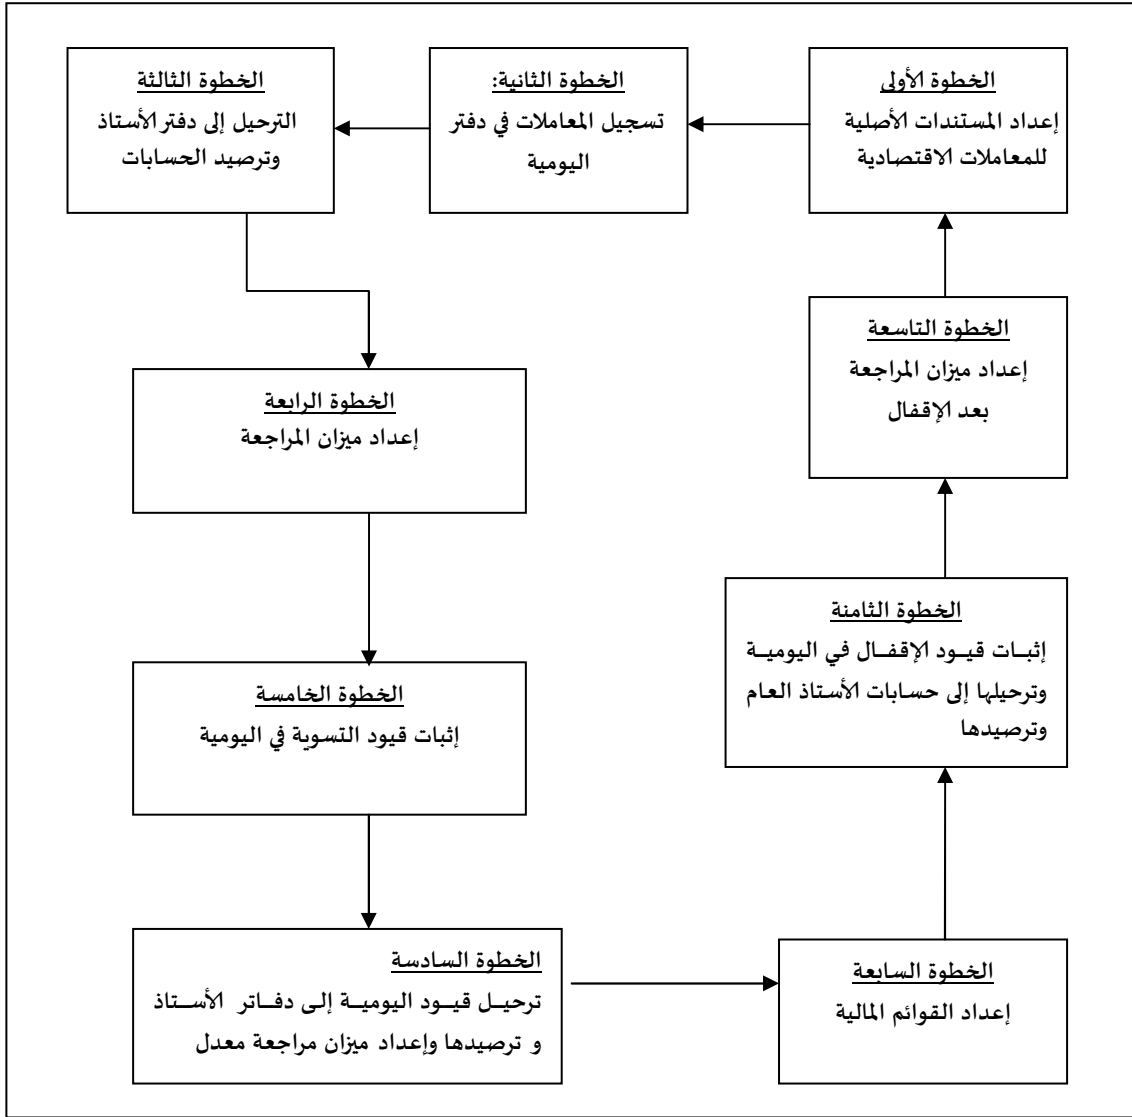 الخطوة الأولى
إعداد المستندات الأصلية
للمعاملات الاقتصادية
الخطوة الثانية:
تسجيل المعاملات في دفتر
اليومية
الخطوة الثالثة
الترحيل إلى دفتر الأستاذ
وترصيد الحسابات
الخطوة الرابعة
إعداد ميزان المراجعة
الخطوة الخامسة
إثبات قيود التسوية في اليومية
الخطوة السادسة
ترحيل قيود اليومية إلى دفاتر الأستاذ
و ترصيدها وإعداد ميزان مراجعة معدل
الخطوة السابعة
إعداد القوائم المالية
الخطوة الثامنة
إثبات قيود الإقفال في اليومية
وترحيلها إلى حسابات الأستاذ العام
وترصيدها
الخطوة التاسعة
إعداد ميزان المراجعة
بعد الإقفال